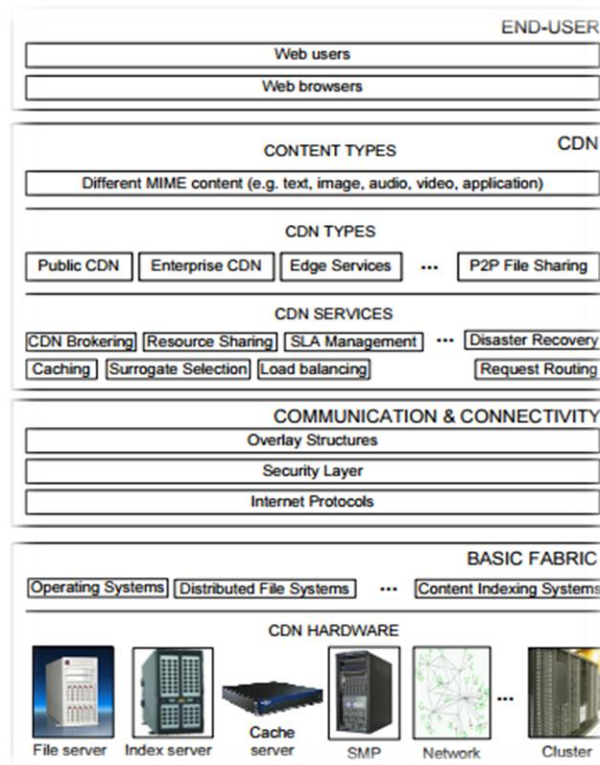 END-USER
Web users
Web browsers
CDN
CONTENT TYPES
Different MIME content (e.g. text, image, audio, video, application)
CDN TYPES
Public CDN Enterprise CDN Edge Services ... P2P File Sharing
CDN SERVICES
CDN Brokering Resource Sharing SLA Management ... Disaster Recovery
Caching Surrogate Selection Load balancing Request Routing
COMMUNICATION & CONNECTIVITY
Overlay Structures
Security Layer
Internet Protocols
BASIC FABRIC
Operating Systems Distributed File Systems ... Content Indexing Systems
CDN HARDWARE
...
File server Index server Cache server SMP Network Cluster